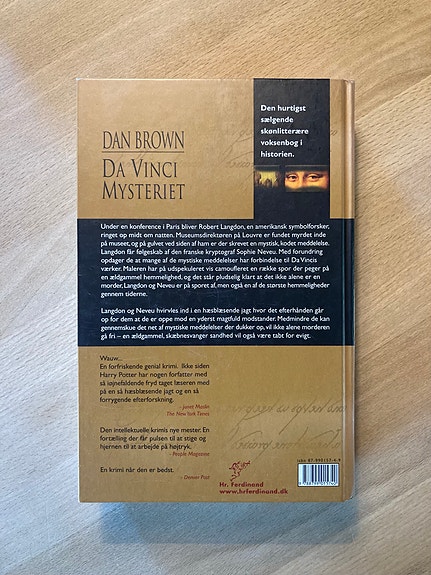 Den hurtigst
sælgende
skønlitterære
voksenbog i
historien.
DAN BROWN
DA VINCI
MYSTERIET
Under en konference i Paris bliver Robert Langdon, en amerikansk symbolforsker,
ringet op midt om natten. Museumsdirektøren på Louvre er fundet myrdet inde
på museet, og på gulvet ved siden af ham er der skrevet en mystisk, kodet meddelelse.
Langdon får følgeskab af den franske kryptograf Sophie Neveu. Med forundring
opdager de at mange af de mystiske meddelelser har forbindelse til Da Vincis
værker. Maleren har på udspekuleret vis camoufleret en række spor der peger på
en ældgammel hemmelighed, og det står pludselig klart at det ikke alene er en
morder, Langdon og Neveu er på sporet af, men også en af de største hemmeligheder
gennem tiderne.
Langdon og Neveu hvirvles ind i en hæsblæsende jagt hvor det efterhånden går
op for dem at de er oppe mod en yderst magtfuld modstander. Medmindre de kan
gennemskue det net af mystiske meddelelser der dukker op, vil ikke alene morderen
gå fri – en ældgammel, skæbnesvanger sandhed vil også være tabt for evigt.
Wauw...
En forfriskende genial krimi. Ikke siden
Harry Potter har nogen forfatter med
så iøjnefaldende fryd taget læseren med
på en så hæsblæsende jagt og en så
forrygende efterforskning.
- Janet Maslin
The New York Times
Den intellektuelle krimis nye mester. En
fortælling der får pulsen til at stige og
hjernen til at arbejde på højtryk.
- People Magazine
En krimi når den er bedst.
- Denver Post
Hr. Ferdinand
www.hrferdinand.dk
ISBN 87-990157-4-9
9 788799 015740